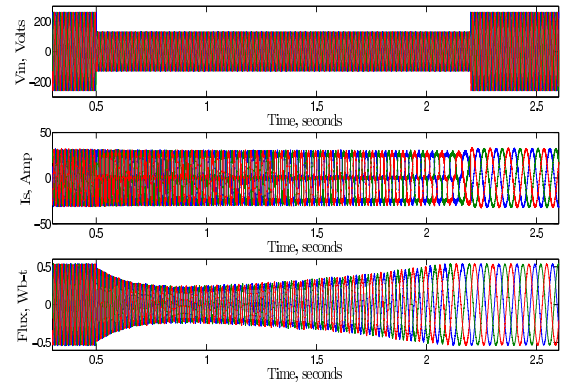 Vin, Volts
200
0
−200
0.5 1 1.5 2 2.5
Time, seconds
Is, Amp
50
0
−50
0.5 1 1.5 2 2.5
Time, seconds
Flux, Wb-t
0.5
0
−0.5
0.5 1 1.5 2 2.5
Time, seconds